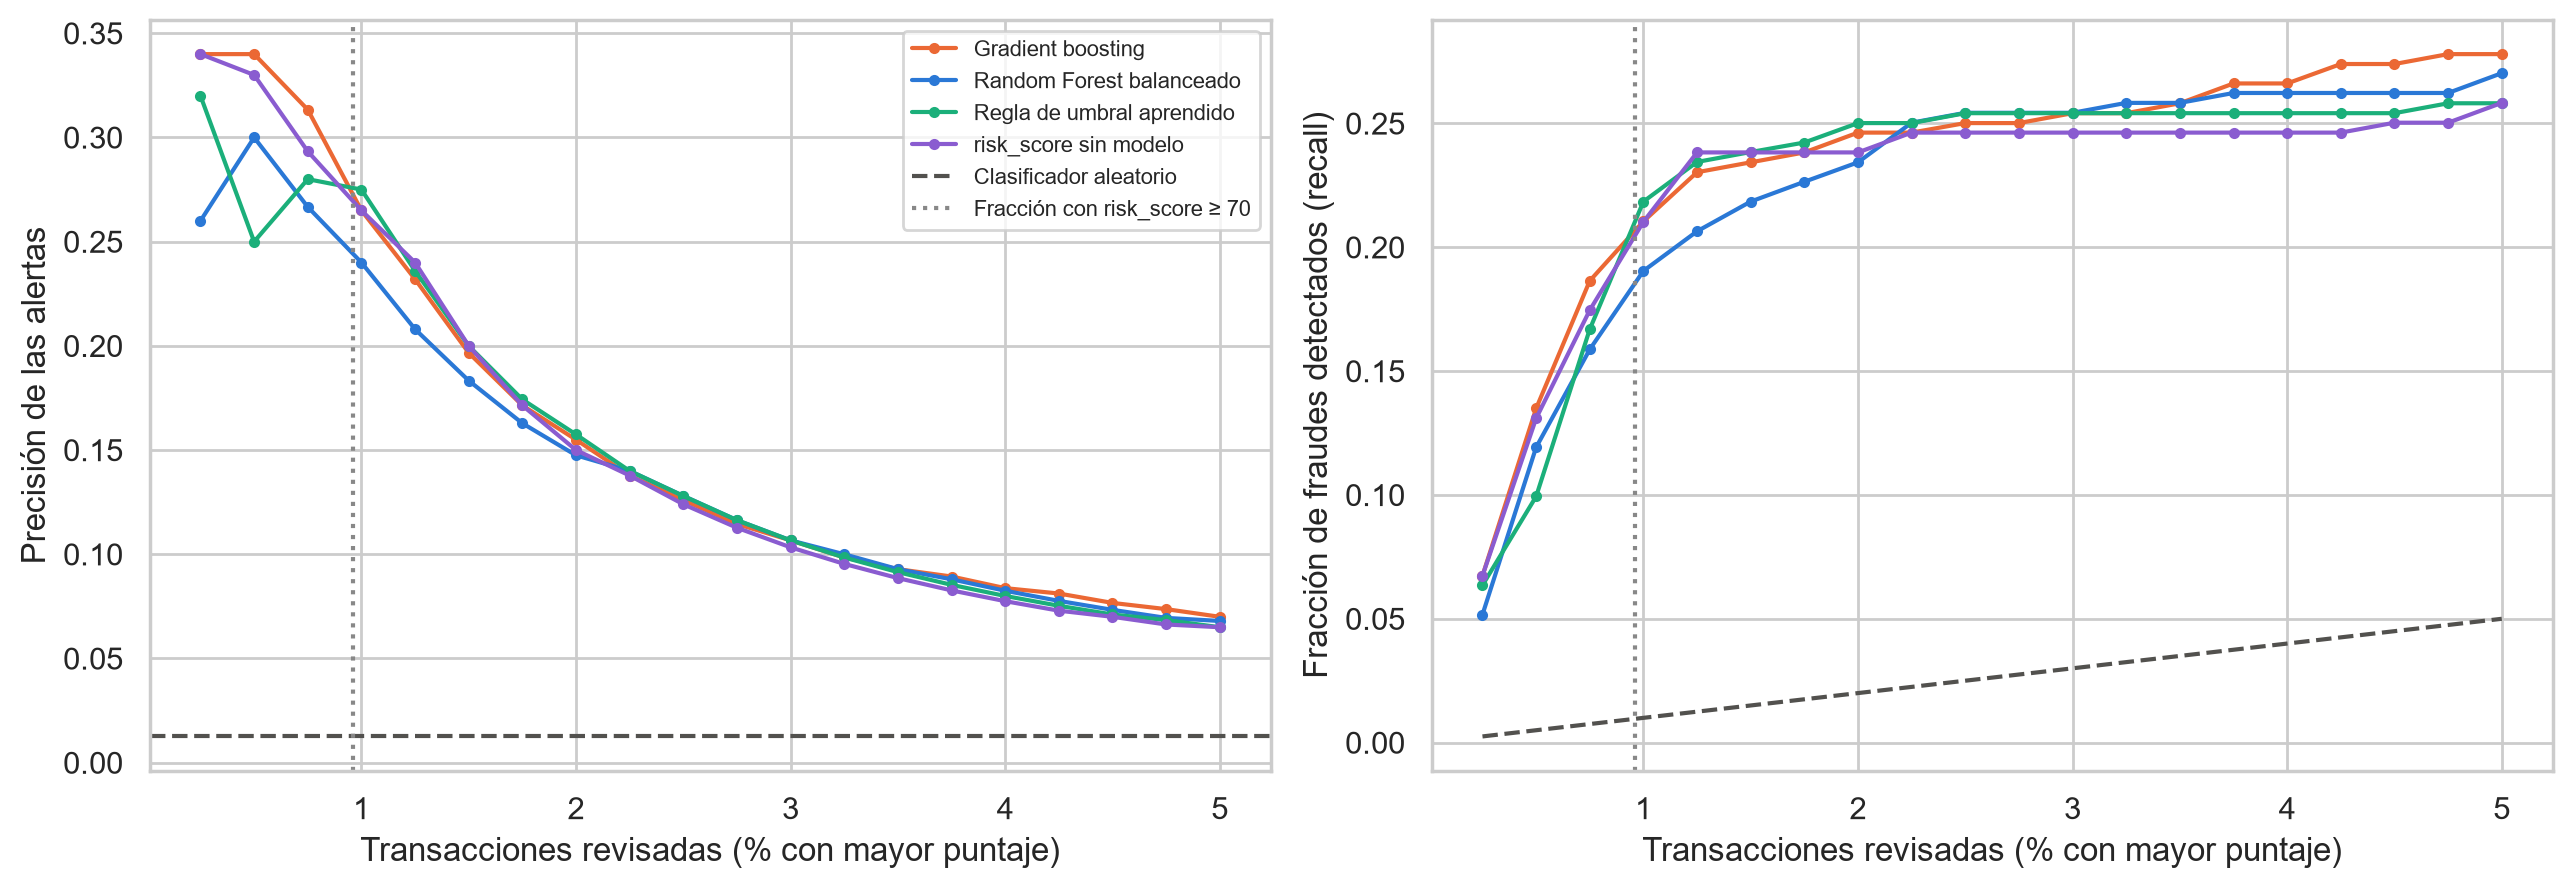 Precisión de las alertas
0.35
0.30
0.25
0.20
0.15
0.10
0.05
0.00
1 2 3 4 5
Transacciones revisadas (% con mayor puntaje)
Gradient boosting
Random Forest balanceado
Regla de umbral aprendido
risk_score sin modelo
Clasificador aleatorio
Fracción con risk_score ≥ 70
Fracción de fraudes detectados (recall)
0.25
0.20
0.15
0.10
0.05
0.00
1 2 3 4 5
Transacciones revisadas (% con mayor puntaje)